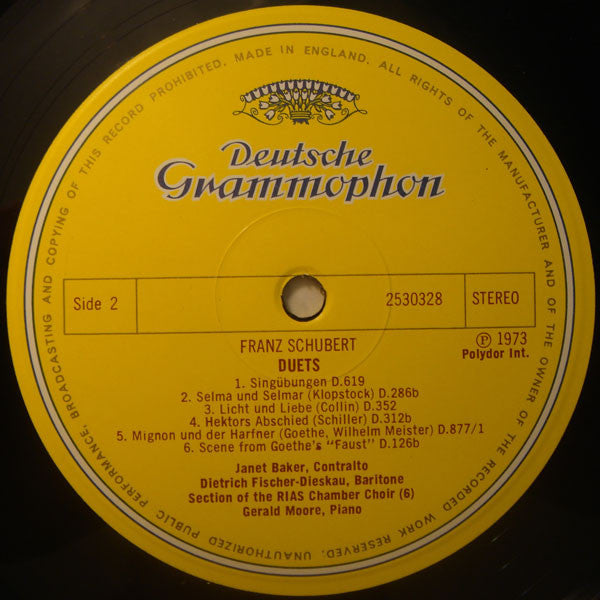 MADE IN ENGLAND. ALL RIGHTS OF THE MANUFACTURER AND OF THE OWNER OF THE RECORDED WORK RESERVED. UNAUTHORIZED PUBLIC PERFORMANCE, BROADCASTING AND COPYING OF THIS RECORD PROHIBITED.
Deutsche
Grammophon
Side 2
2530328
STEREO
FRANZ SCHUBERT
DUETS
℗ 1973
Polydor Int.
1. Singübungen D.619
2. Selma und Selmar (Klopstock) D.286b
3. Licht und Liebe (Collin) D.352
4. Hektors Abschied (Schiller) D.312b
5. Mignon und der Harfner (Goethe, Wilhelm Meister) D.877/1
6. Scene from Goethe's "Faust" D.126b
Janet Baker, Contralto
Dietrich Fischer-Dieskau, Baritone
Section of the RIAS Chamber Choir (6)
Gerald Moore, Piano